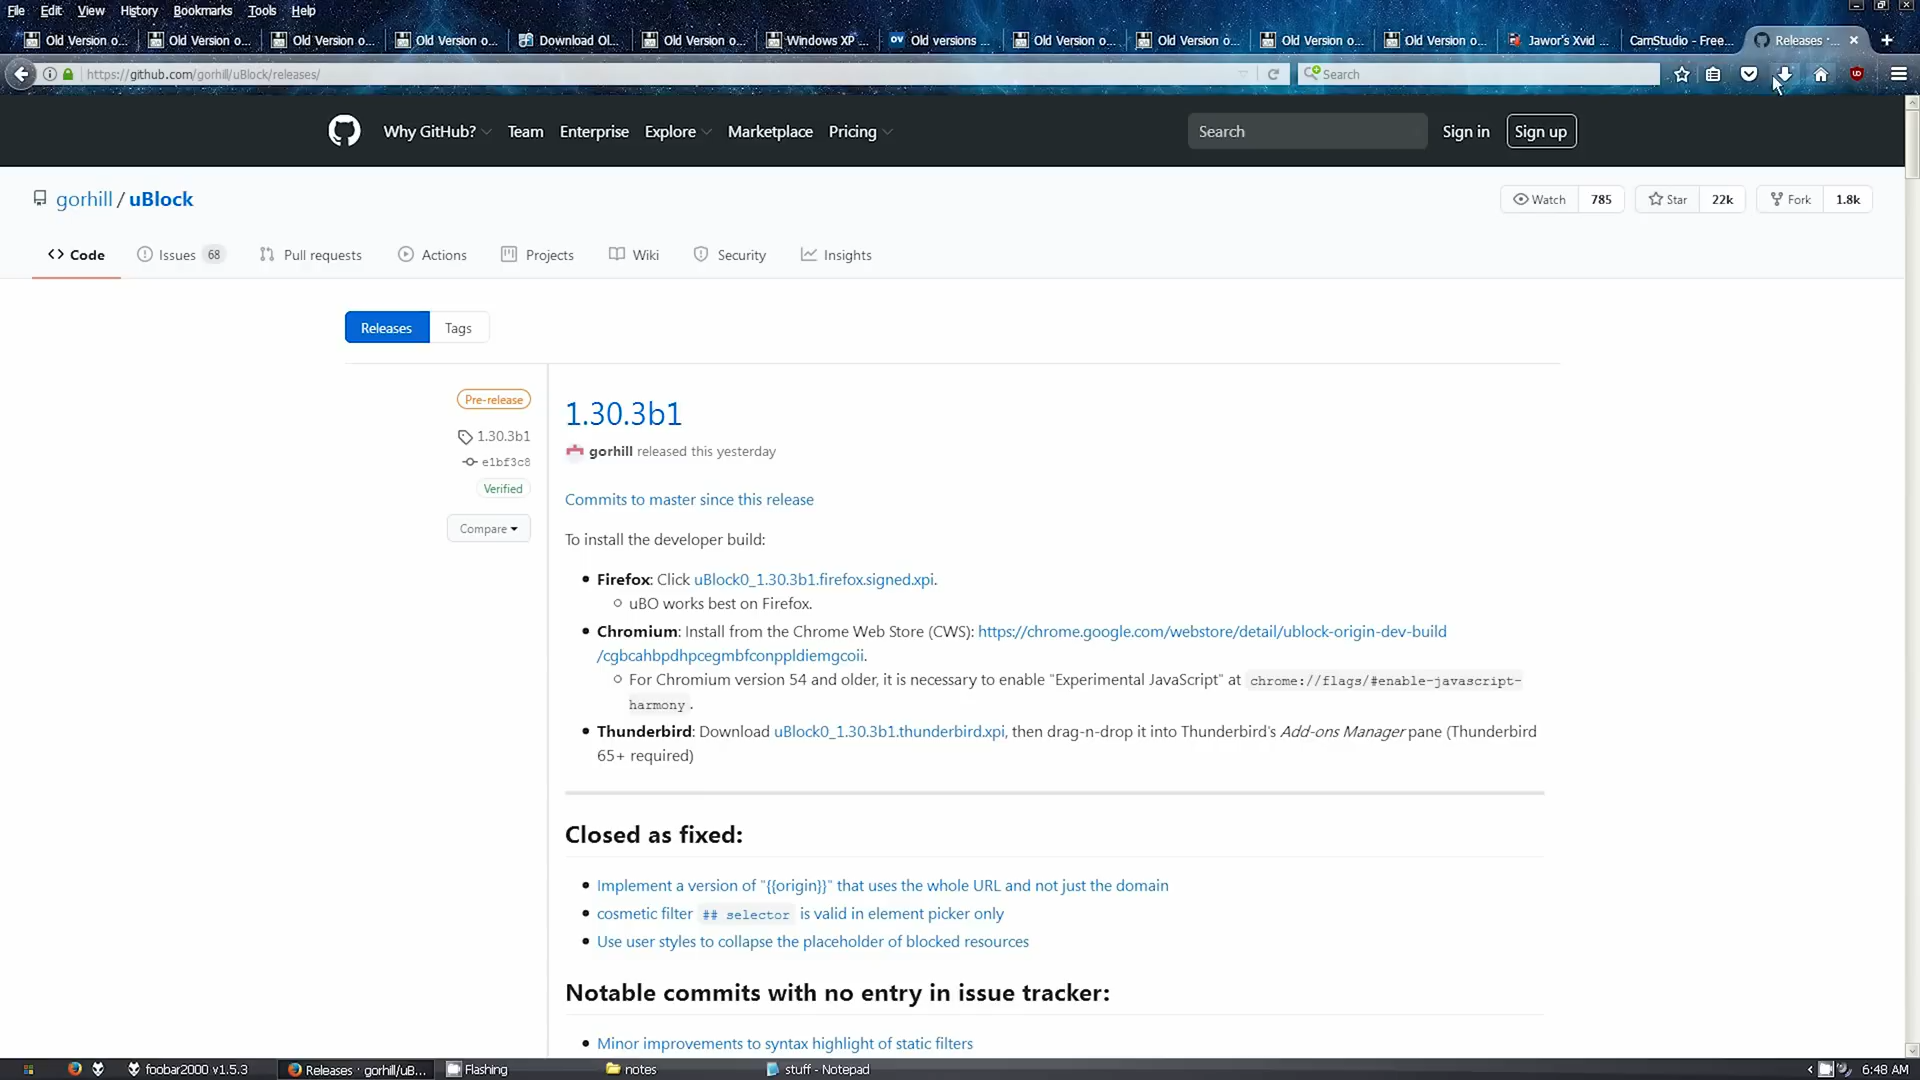 File Edit View History Bookmarks Tools Help
Old Version o... Old Version o... Old Version o... Old Version o... Download Ol... Old Version o... Windows XP ... Old versions ... Old Version o... Old Version o... Old Version o... Old Version o... Jawor's Xvid ... CamStudio - Free... Releases · ...
https://github.com/gorhill/uBlock/releases/ Search
Why GitHub? Team Enterprise Explore Marketplace Pricing Search Sign in Sign up
gorhill / uBlock Watch 785 Star 22k Fork 1.8k
Code Issues 68 Pull requests Actions Projects Wiki Security Insights
Releases Tags
Pre-release
1.30.3b1
e1bf3c8
Verified
Compare
1.30.3b1
gorhill released this yesterday
Commits to master since this release
To install the developer build:
Firefox: Click uBlock0_1.30.3b1.firefox.signed.xpi.
uBO works best on Firefox.
Chromium: Install from the Chrome Web Store (CWS): https://chrome.google.com/webstore/detail/ublock-origin-dev-build
/cgbcahbpdhpcegmbfconppldiemgcoii.
For Chromium version 54 and older, it is necessary to enable "Experimental JavaScript" at chrome://flags/#enable-javascript-
harmony .
Thunderbird: Download uBlock0_1.30.3b1.thunderbird.xpi, then drag-n-drop it into Thunderbird's Add-ons Manager pane (Thunderbird
65+ required)
Closed as fixed:
Implement a version of "{{origin}}" that uses the whole URL and not just the domain
cosmetic filter ## selector is valid in element picker only
Use user styles to collapse the placeholder of blocked resources
Notable commits with no entry in issue tracker:
Minor improvements to syntax highlight of static filters
foobar2000 v1.5.3 Releases · gorhill/uB... Flashing notes stuff - Notepad 6:48 AM